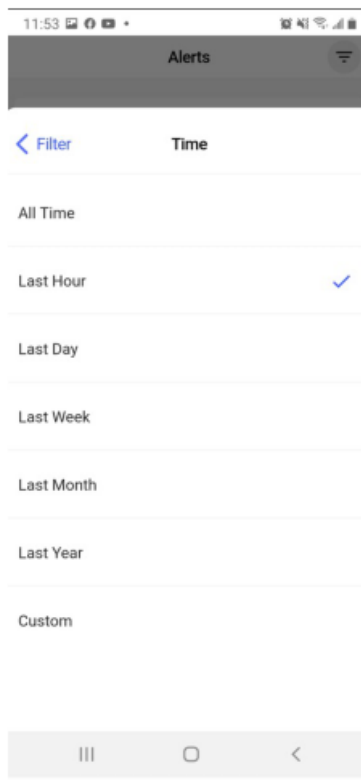 11:53
Alerts
Filter
Time
All Time
Last Hour
Last Day
Last Week
Last Month
Last Year
Custom